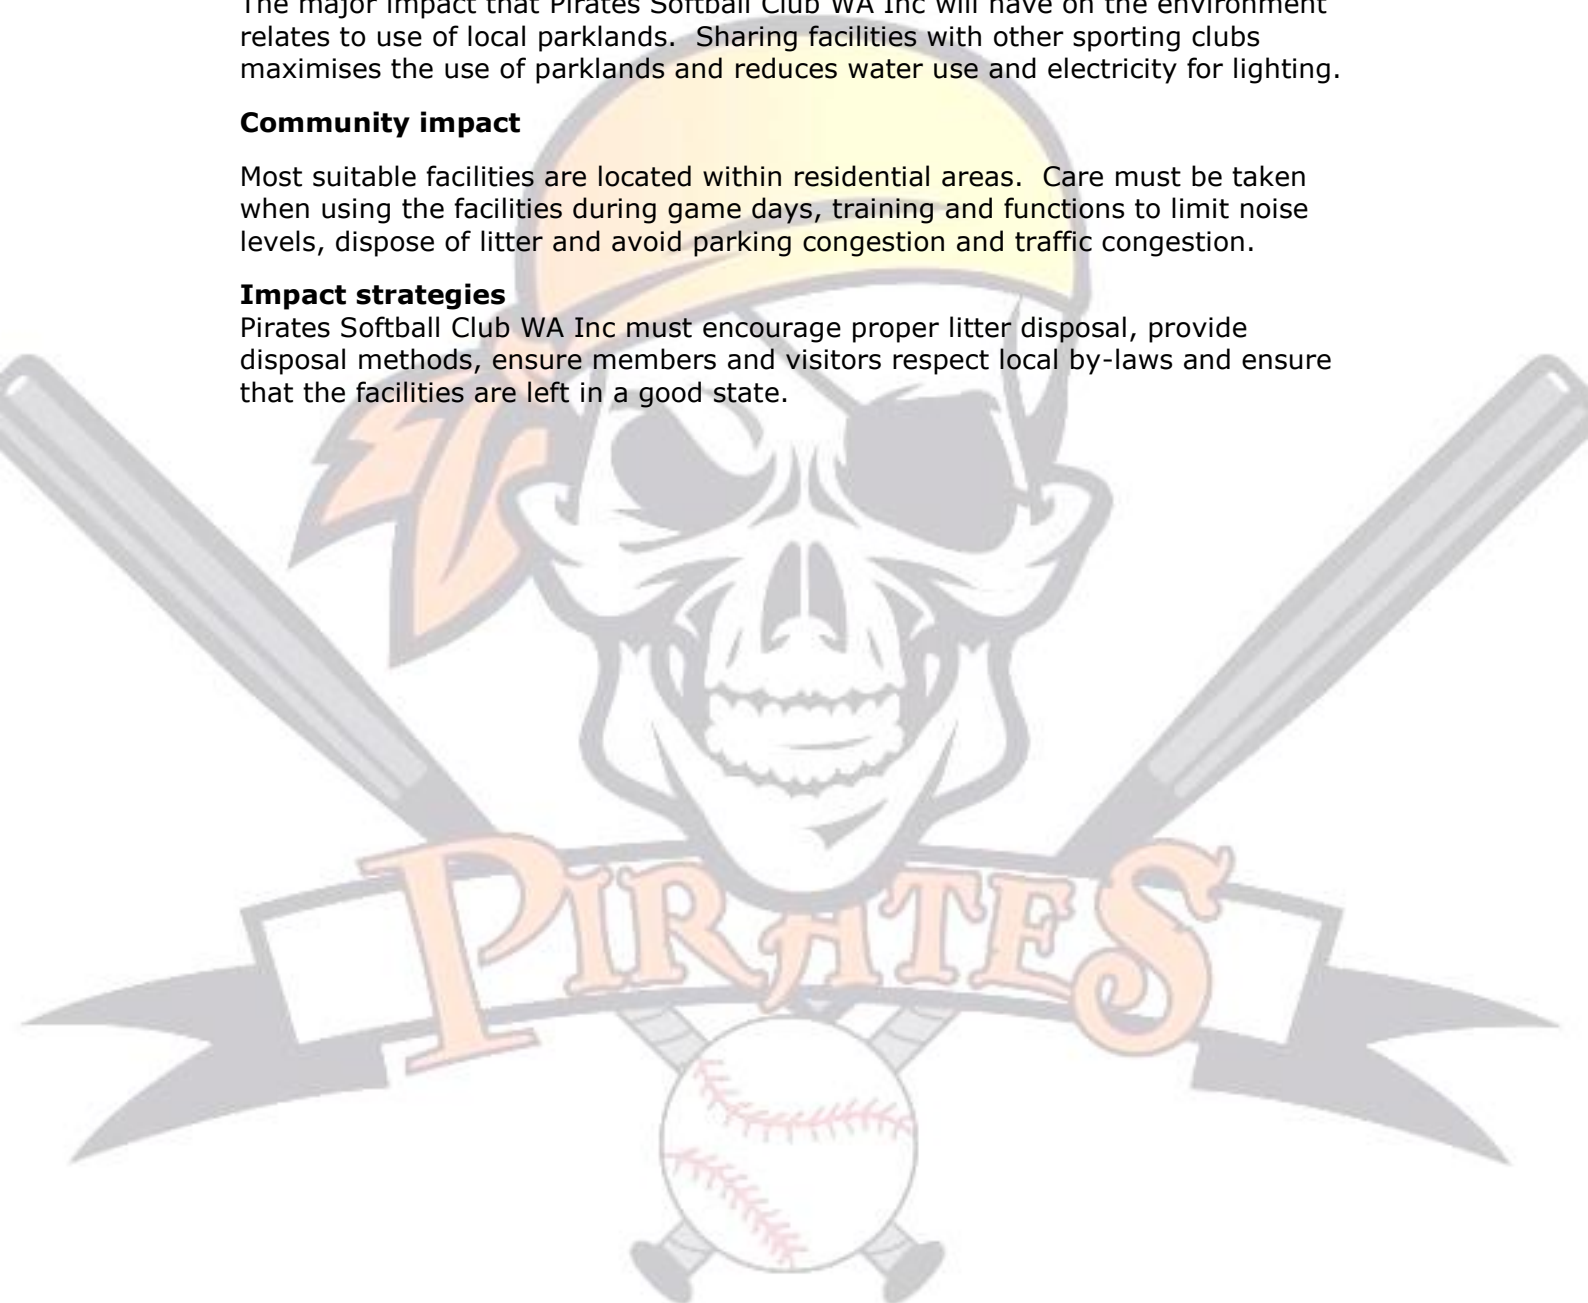 The major impact that Pirates Softball Club WA Inc will have on the environment
relates to use of local parklands.  Sharing facilities with other sporting clubs
maximises the use of parklands and reduces water use and electricity for lighting.
Community impact
Most suitable facilities are located within residential areas.  Care must be taken
when using the facilities during game days, training and functions to limit noise
levels, dispose of litter and avoid parking congestion and traffic congestion.
Impact strategies
Pirates Softball Club WA Inc must encourage proper litter disposal, provide
disposal methods, ensure members and visitors respect local by-laws and ensure
that the facilities are left in a good state.
PIRATES